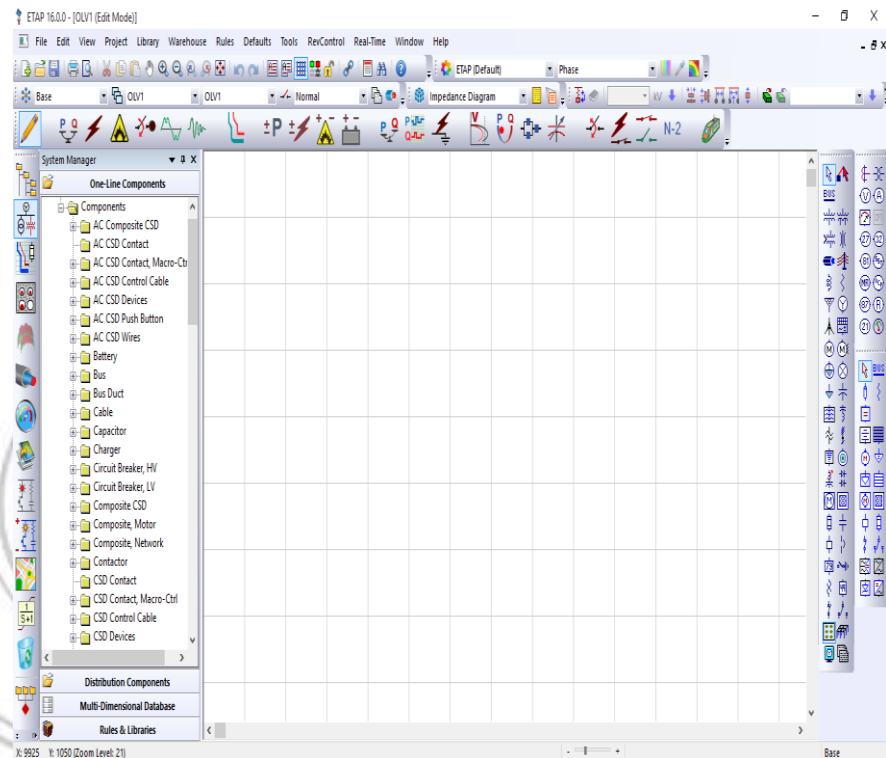 ETAP 16.0.0 - [OLV1 (Edit Mode)]
File Edit View Project Library Warehouse Rules Defaults Tools RevControl Real-Time Window Help
ETAP (Default) Phase
Base OLV1 OLV1 Normal Impedance Diagram kV
N-2
System Manager
One-Line Components
Components
AC Composite CSD
AC CSD Contact
AC CSD Contact, Macro-Ctr
AC CSD Control Cable
AC CSD Devices
AC CSD Push Button
AC CSD Wires
Battery
Bus
Bus Duct
Cable
Capacitor
Charger
Circuit Breaker, HV
Circuit Breaker, LV
Composite CSD
Composite, Motor
Composite, Network
Contactor
CSD Contact
CSD Contact, Macro-Ctrl
CSD Control Cable
CSD Devices
Distribution Components
Multi-Dimensional Database
Rules & Libraries
X: 9925 Y: 1050 (Zoom Level: 21)
Base
BUS
BUS